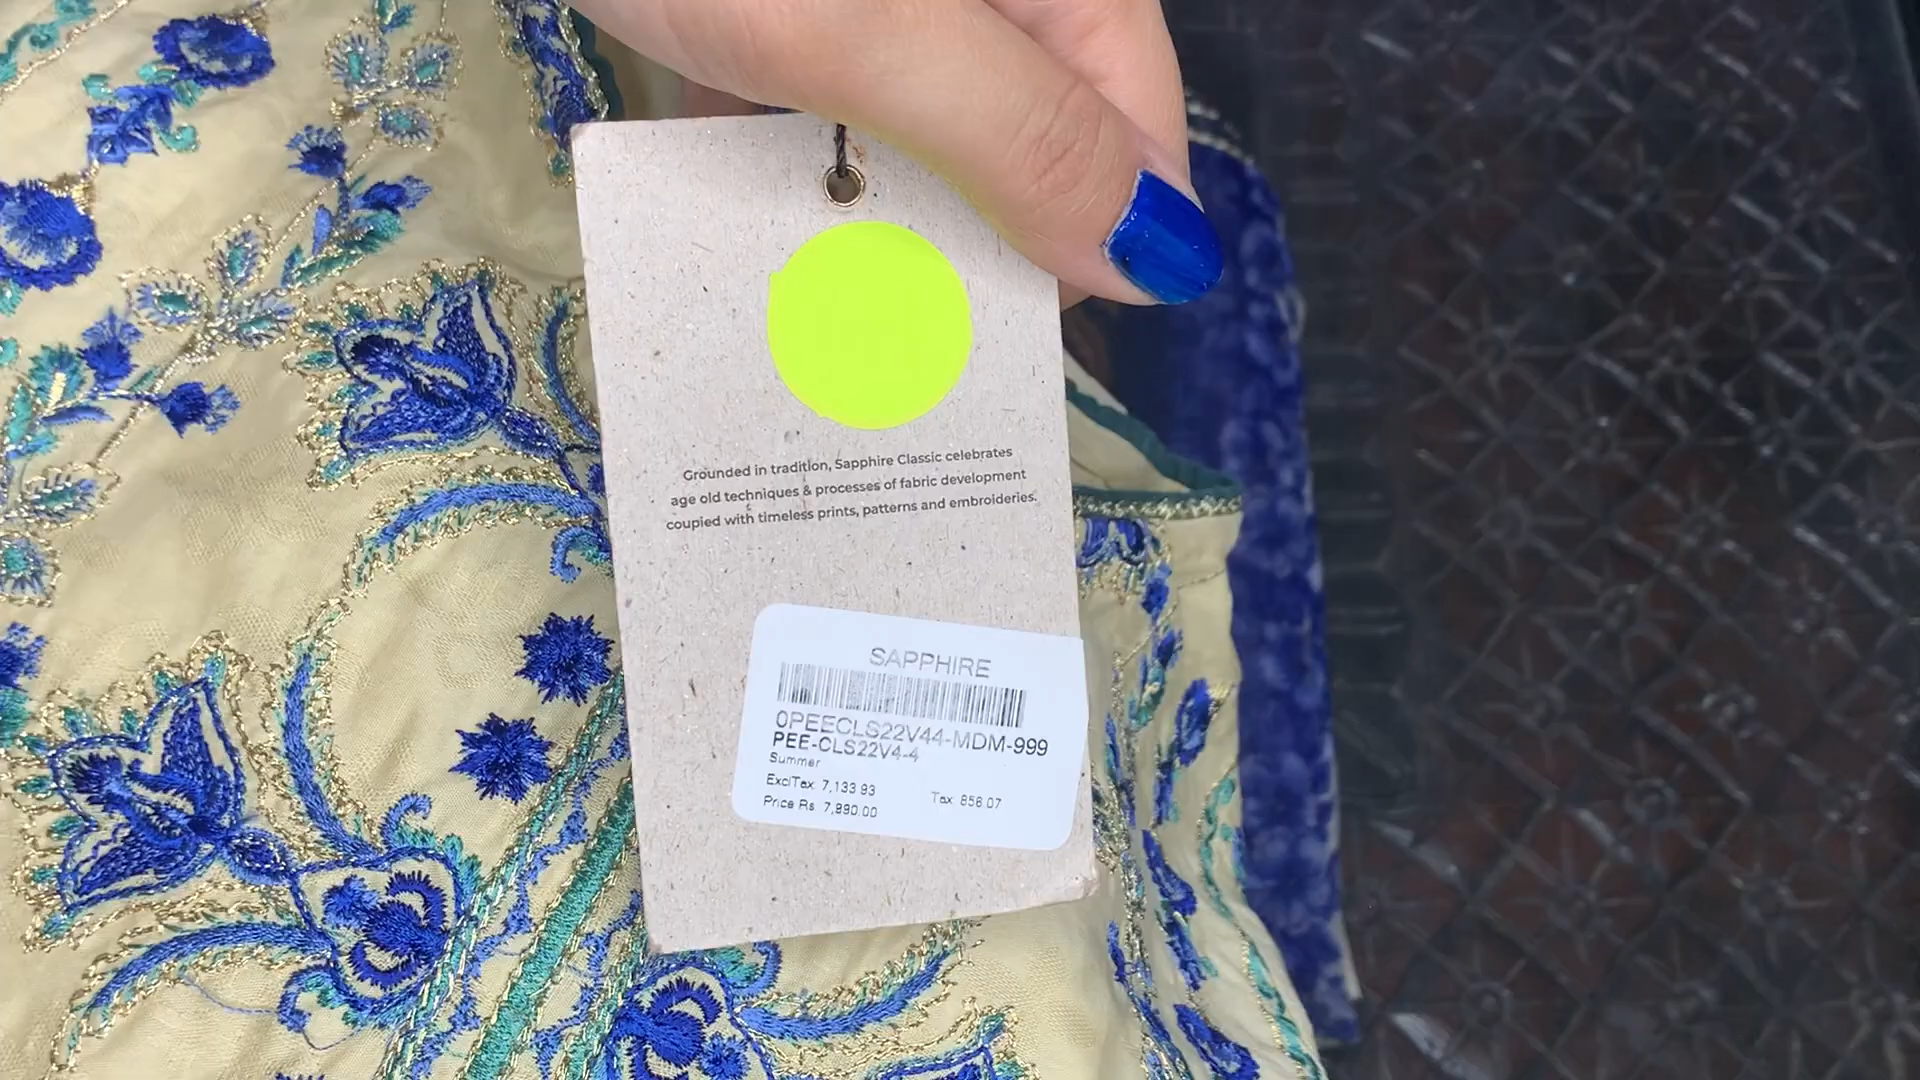 Grounded in tradition, Sapphire Classic celebrates
age old techniques & processes of fabric development
coupied with timeless prints, patterns and embroideries.
SAPPHIRE
0PEECLS22V44-MDM-999
PEE-CLS22V4-4
Summer
ExclTax 7,133.93 Tax 856.07
Price Rs 7,990.00